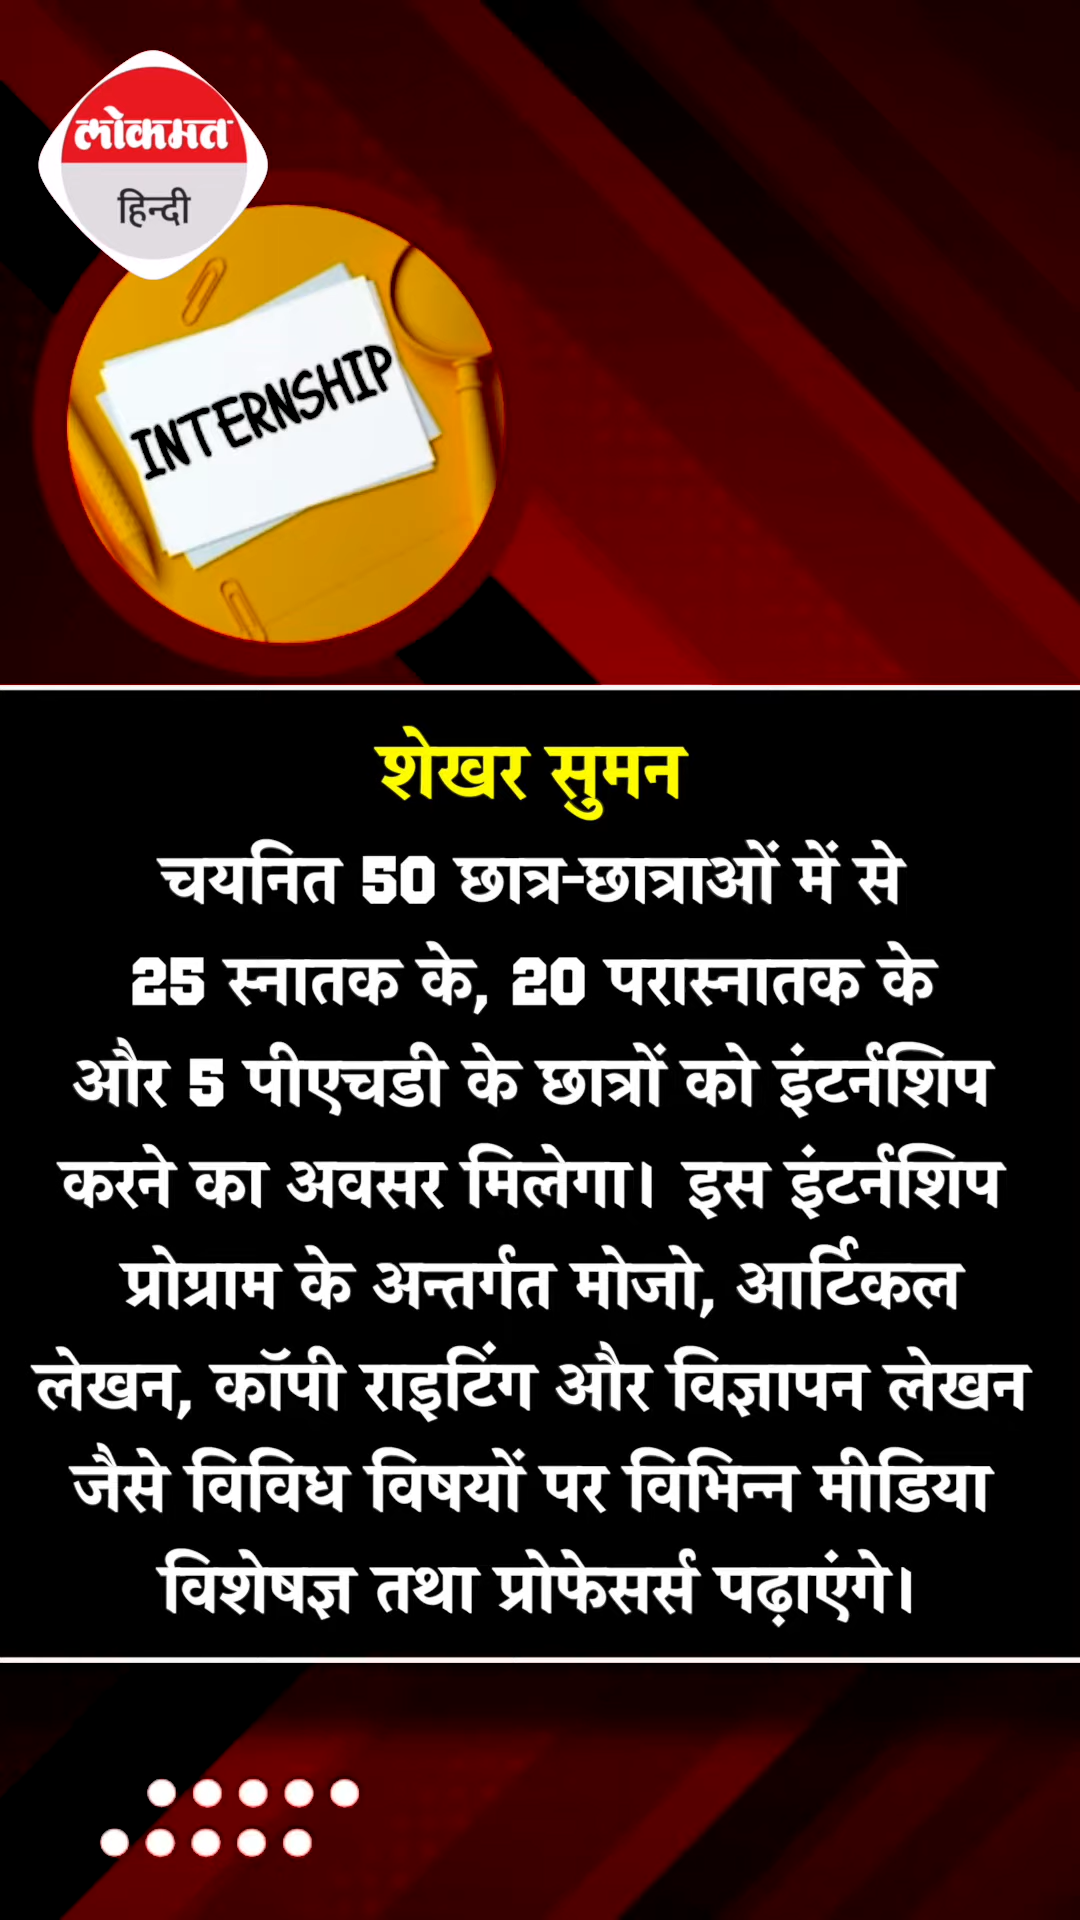 लोकमत
हिन्दी
INTERNSHIP
शेखर सुमन
चयनित 50 छात्र-छात्राओं में से
25 स्नातक के, 20 परास्नातक के
और 5 पीएचडी के छात्रों को इंटर्नशिप
करने का अवसर मिलेगा। इस इंटर्नशिप
प्रोग्राम के अन्तर्गत मोजो, आर्टिकल
लेखन, कॉपी राइटिंग और विज्ञापन लेखन
जैसे विविध विषयों पर विभिन्न मीडिया
विशेषज्ञ तथा प्रोफेसर्स पढ़ाएंगे।